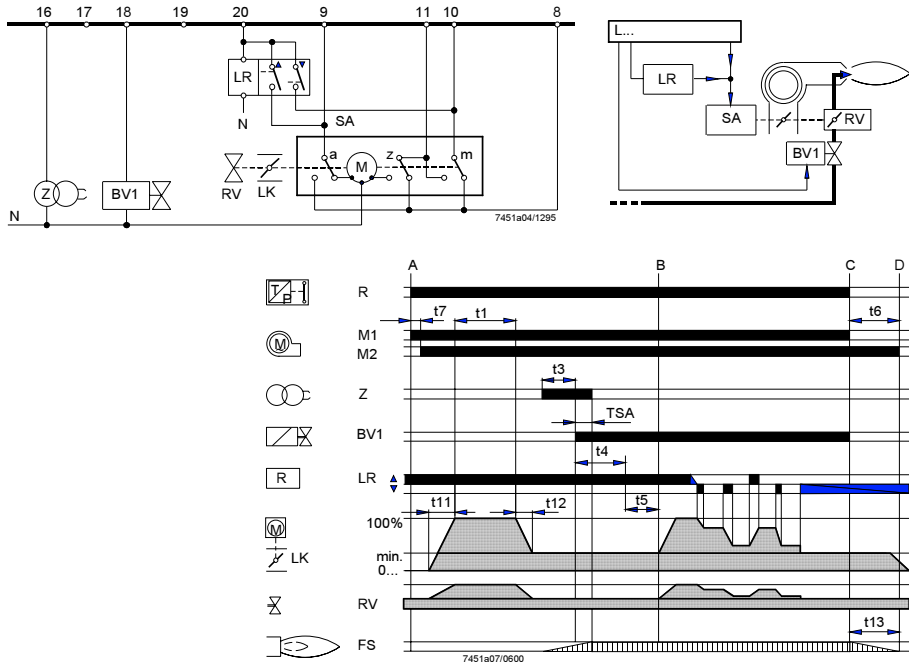 16 17 18 19 20 9 11 10 8
L...
LR
LR
N
SA
SA
RV
a
M
z
m
BV1
RV
LK
Z
BV1
7451a04/1295
N
A B C D
R
t7 t1 t6
M1
M
M2
t3
Z
TSA
BV1
t4
R
LR
t11 t12 t5
100%
M
min.
LK
0...
RV
t13
FS
7451a07/0600